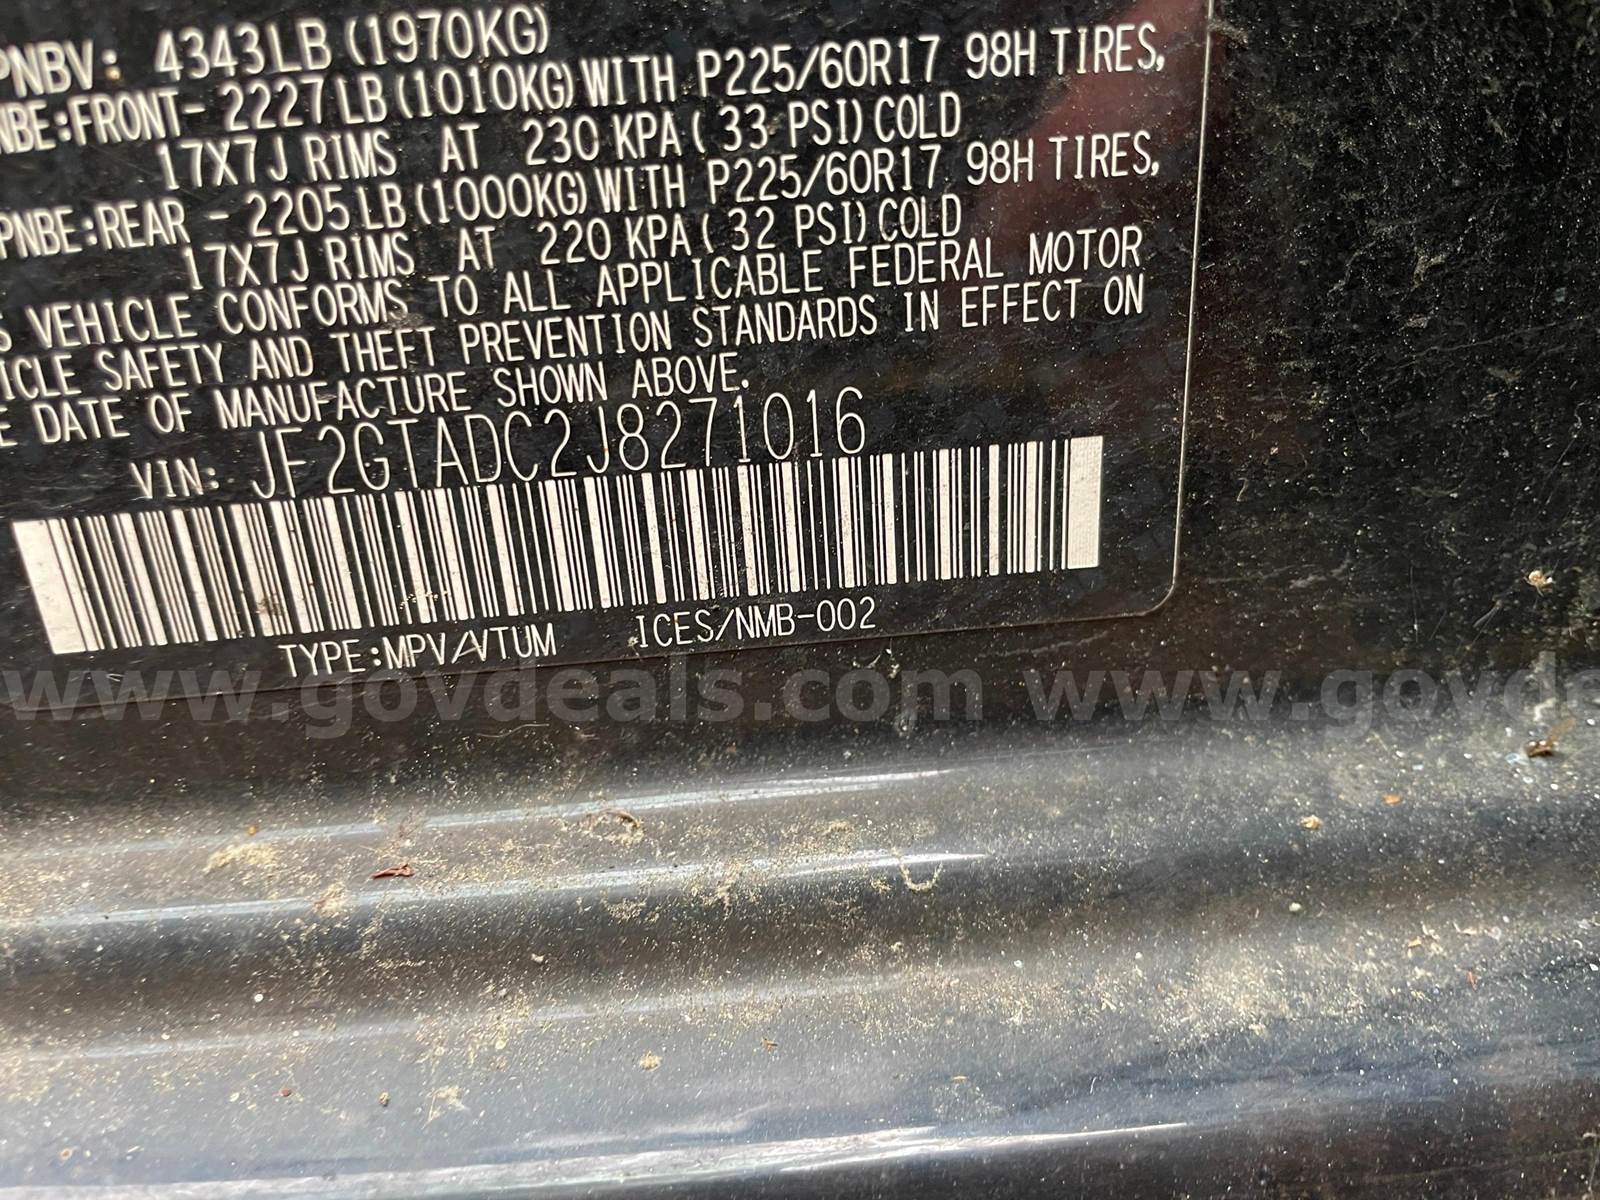 PNBV: 4343LB (1970KG)
NBE:FRONT- 2227 LB (1010KG) WITH P225/60R17 98H TIRES,
17X7J RIMS AT 230 KPA ( 33 PSI) COLD
PNBE:REAR - 2205 LB (1000KG) WITH P225/60R17 98H TIRES,
17X7J RIMS AT 220 KPA ( 32 PSI) COLD
S VEHICLE CONFORMS TO ALL APPLICABLE FEDERAL MOTOR
ICLE SAFETY AND THEFT PREVENTION STANDARDS IN EFFECT ON
E DATE OF MANUFACTURE SHOWN ABOVE.
VIN: JF2GTADC2J8271016
TYPE:MPV/VTUM ICES/NMB-002
www.govdeals.com www.govdea